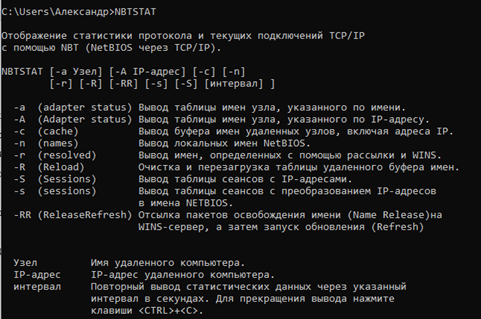 C:\Users\Александр>NBTSTAT
Отображение статистики протокола и текущих подключений TCP/IP
с помощью NBT (NetBIOS через TCP/IP).
NBTSTAT [-a Узел] [-A IP-адрес] [-c] [-n]
[-r] [-R] [-RR] [-s] [-S] [интервал] ]
-a (adapter status) Вывод таблицы имен узла, указанного по имени.
-A (Adapter status) Вывод таблицы имен узла, указанного по IP-адресу.
-c (cache) Вывод буфера имен удаленных узлов, включая адреса IP.
-n (names) Вывод локальных имен NetBIOS.
-r (resolved) Вывод имен, определенных с помощью рассылки и WINS.
-R (Reload) Очистка и перезагрузка таблицы удаленного буфера имен.
-S (Sessions) Вывод таблицы сеансов с IP-адресами.
-s (sessions) Вывод таблицы сеансов с преобразованием IP-адресов
в имена NETBIOS.
-RR (ReleaseRefresh) Отсылка пакетов освобождения имени (Name Release)на
WINS-сервер, а затем запуск обновления (Refresh)
Узел Имя удаленного компьютера.
IP-адрес IP-адрес удаленного компьютера.
интервал Повторный вывод статистических данных через указанный
интервал в секундах. Для прекращения вывода нажмите
клавиши <CTRL>+<C>.